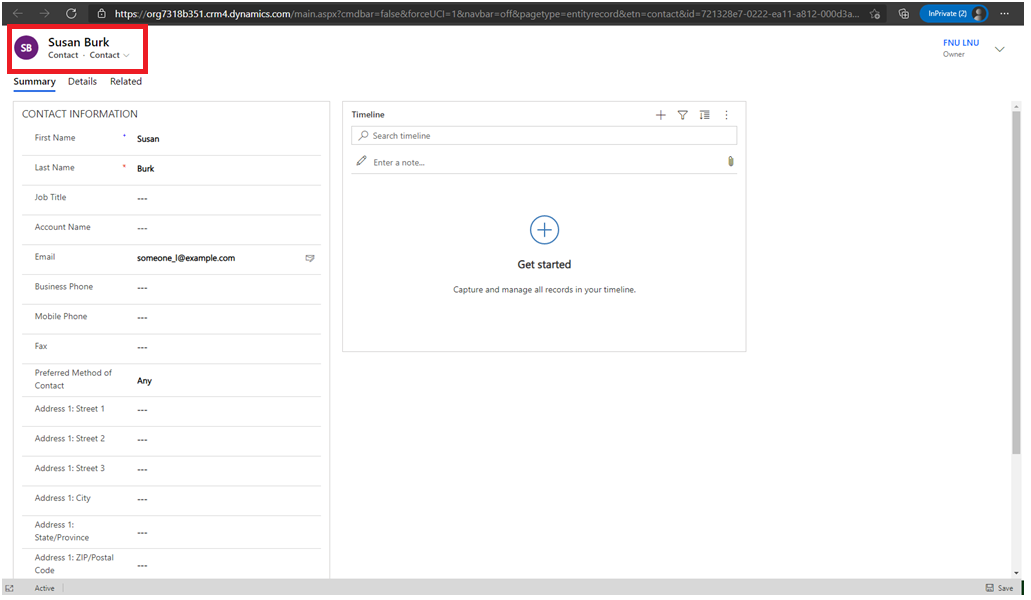 https://org7318b351.crm4.dynamics.com/main.aspx?cmdbar=false&forceUCI=1&navbar=off&pagetype=entityrecord&etn=contact&id=721328e7-0222-ea11-a812-000d3a...
InPrivate (2)
SB
Susan Burk
Contact · Contact
FNU LNU
Owner
Summary Details Related
CONTACT INFORMATION
First Name * Susan
Last Name * Burk
Job Title ---
Account Name ---
Email someone_l@example.com
Business Phone ---
Mobile Phone ---
Fax ---
Preferred Method of
Contact
Any
Address 1: Street 1 ---
Address 1: Street 2 ---
Address 1: Street 3 ---
Address 1: City ---
Address 1:
State/Province
---
Address 1: ZIP/Postal
Code
---
Timeline
Search timeline
Enter a note...
Get started
Capture and manage all records in your timeline.
Active
Save